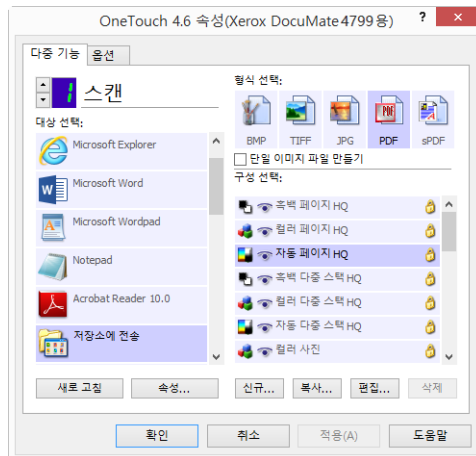 OneTouch 4.6 속성(Xerox DocuMate 4799용)
다중 기능
옵션
1
스캔
대상 선택:
Microsoft Explorer
Microsoft Word
Microsoft Wordpad
Notepad
Acrobat Reader 10.0
저장소에 전송
새로 고침
속성...
형식 선택:
BMP
TIFF
JPG
PDF
sPDF
단일 이미지 파일 만들기
구성 선택:
흑백 페이지 HQ
컬러 페이지 HQ
자동 페이지 HQ
흑백 다중 스택 HQ
컬러 다중 스택 HQ
자동 다중 스택 HQ
컬러 사진
신규...
복사...
편집...
삭제
확인
취소
적용(A)
도움말